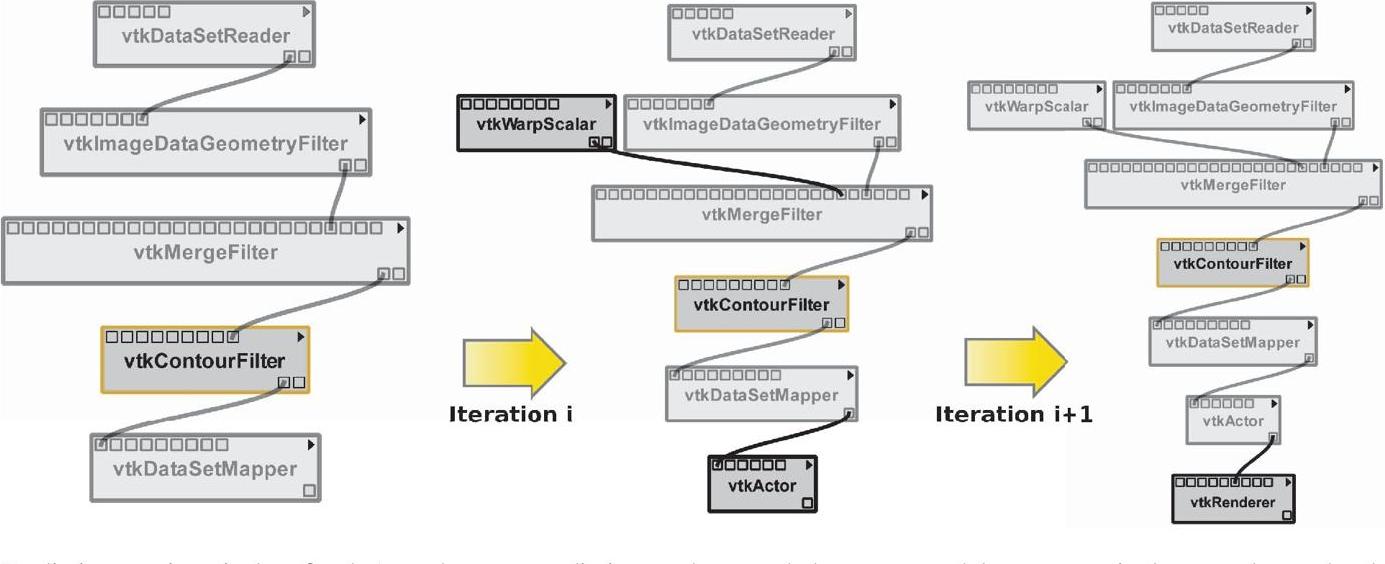 vtkDataSetReader
vtkImageDataGeometryFilter
vtkMergeFilter
vtkContourFilter
vtkDataSetMapper
Iteration i
vtkDataSetReader
vtkWarpScalar
vtkImageDataGeometryFilter
vtkMergeFilter
vtkContourFilter
vtkDataSetMapper
vtkActor
Iteration i+1
vtkDataSetReader
vtkWarpScalar
vtkImageDataGeometryFilter
vtkMergeFilter
vtkContourFilter
vtkDataSetMapper
vtkActor
vtkRenderer